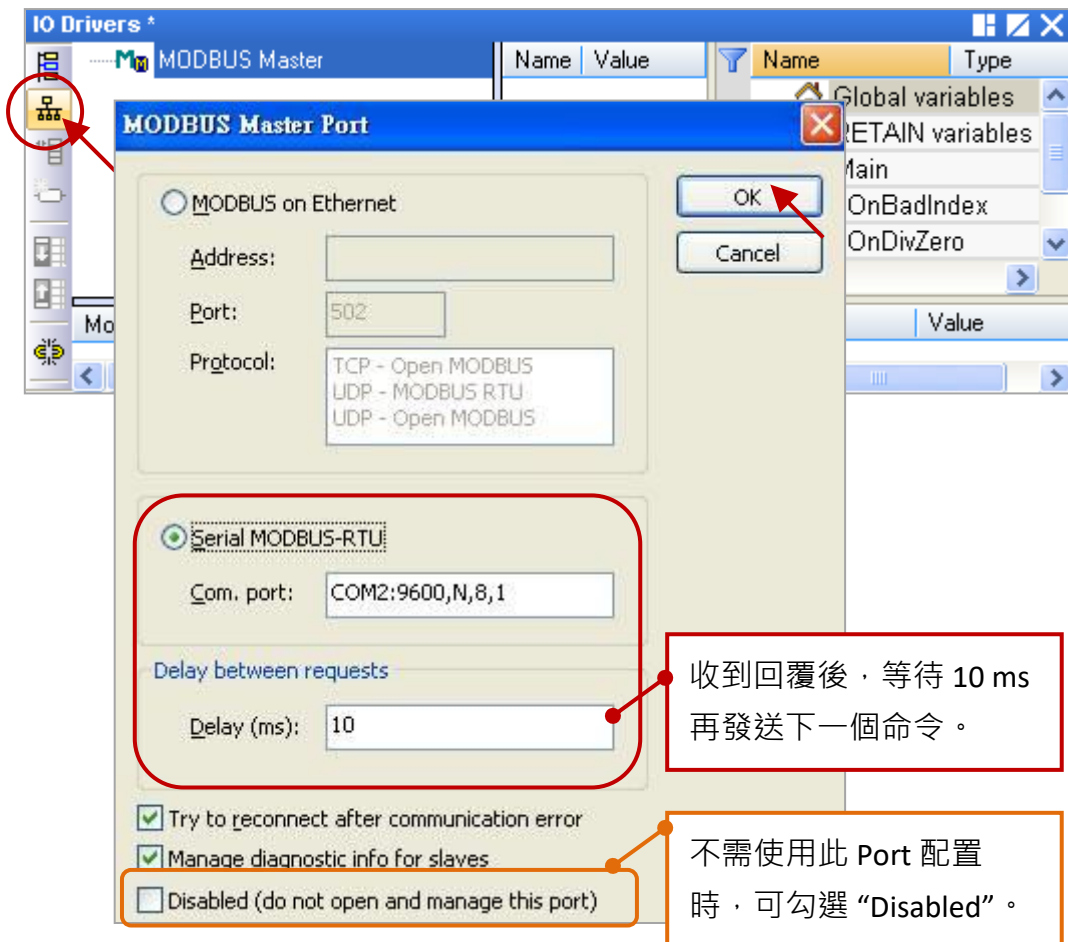 IO Drivers *
MODBUS Master
Name Value
Name Type
Global variables
RETAIN variables
Main
OnBadIndex
OnDivZero
Value
MODBUS Master Port
MODBUS on Ethernet
Address:
Port: 502
Protocol: TCP - Open MODBUS
UDP - MODBUS RTU
UDP - Open MODBUS
OK
Cancel
Serial MODBUS-RTU
Com. port: COM2:9600,N,8,1
Delay between requests
Delay (ms): 10
收到回覆後,等待 10 ms
再發送下一個命令。
Try to reconnect after communication error
Manage diagnostic info for slaves
Disabled (do not open and manage this port)
不需使用此 Port 配置
時,可勾選 “Disabled”。